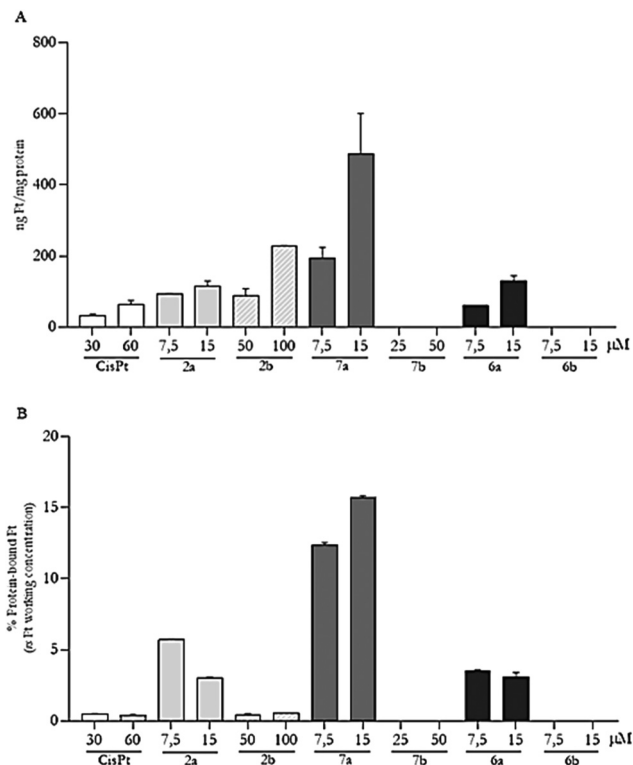 A
800
600
400
200
0
ng Pt/mg protein
30 60 7,5 15 50 100 7,5 15 25 50 7,5 15 7,5 15 µM
CisPt 2a 2b 7a 7b 6a 6b
B
20
15
10
5
0
% Protein-bound Pt
(vs Pt working concentration)
30 60 7,5 15 50 100 7,5 15 25 50 7,5 15 7,5 15 µM
CisPt 2a 2b 7a 7b 6a 6b